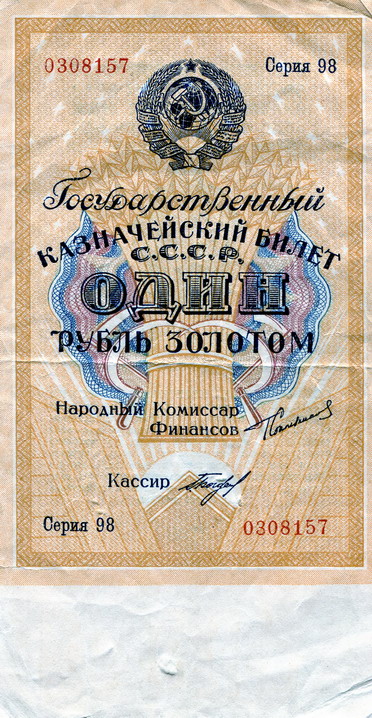 0308157 Серия 98
Государственный
КАЗНАЧЕЙСКИЙ БИЛЕТ
С.С.С.Р.
ОДИН
РУБЛЬ ЗОЛОТОМ
Народный Комиссар
Финансов
Кассир
Серия 98 0308157